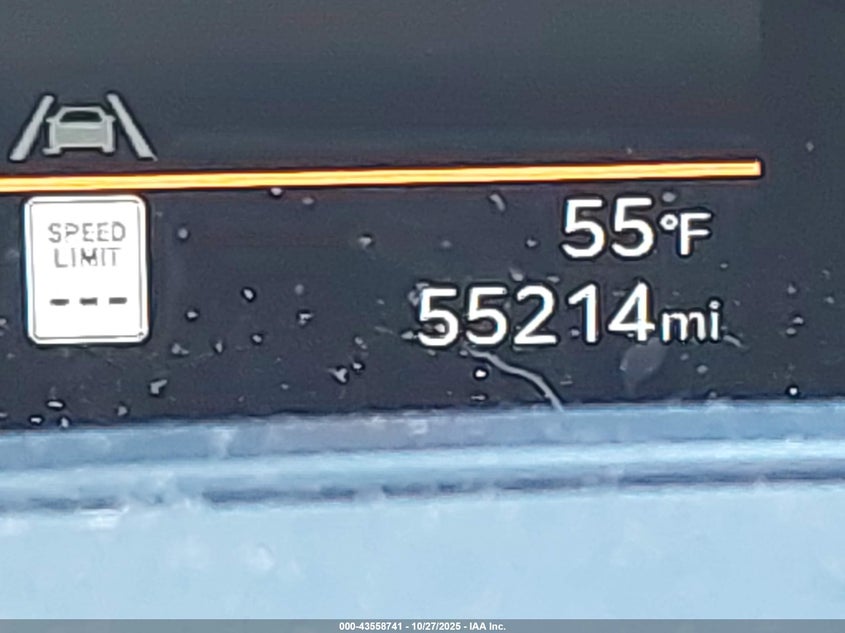 SPEED
LIMIT
---
55°F
55214mi
000-43558741 - 10/27/2025 - IAA Inc.